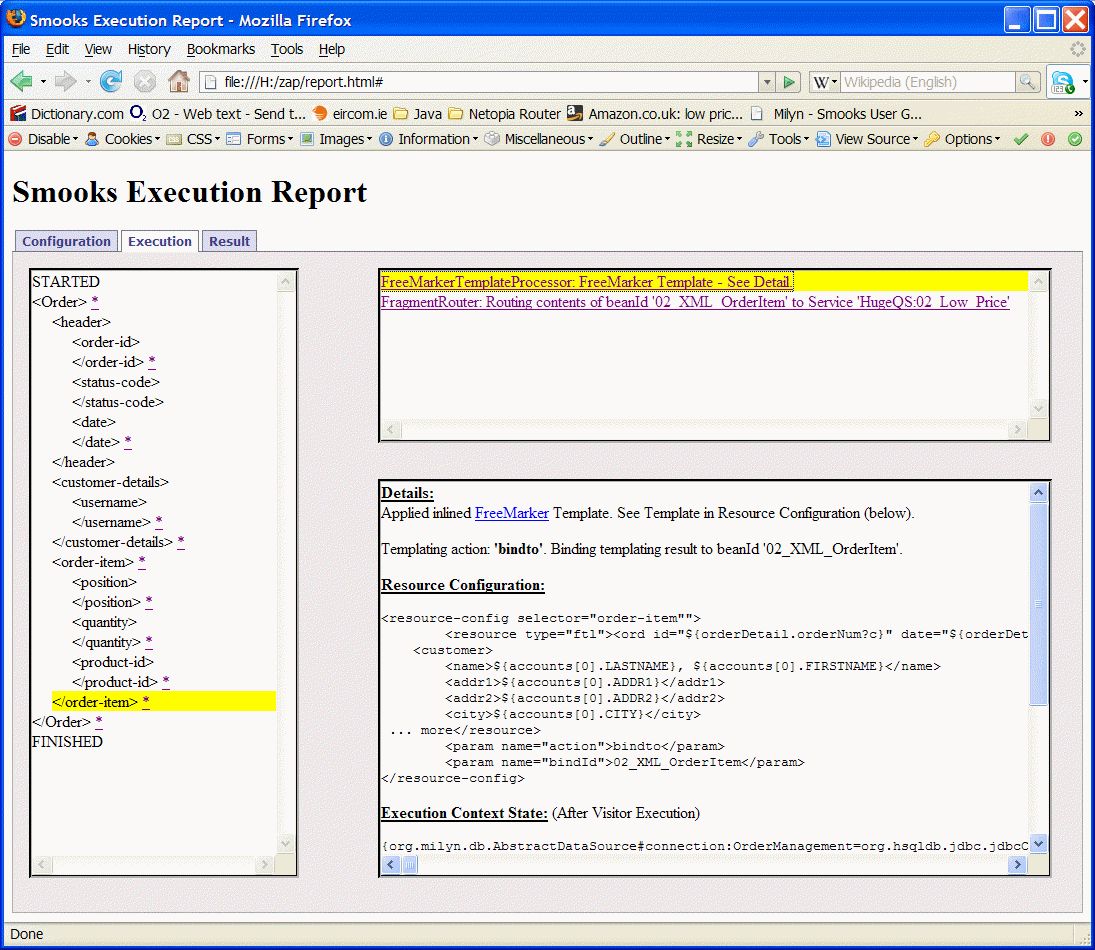 Smooks Execution Report - Mozilla Firefox
File Edit View History Bookmarks Tools Help
file:///H:/zap/report.html# W Wikipedia (English)
Dictionary.com O2 - Web text - Send t... eircom.ie Java Netopia Router Amazon.co.uk: low pric... Milyn - Smooks User G... »
Disable Cookies CSS Forms Images Information Miscellaneous Outline Resize Tools View Source Options
Smooks Execution Report
Configuration Execution Result
STARTED
<Order> *
<header>
<order-id>
</order-id> *
<status-code>
</status-code>
<date>
</date> *
</header>
<customer-details>
<username>
</username> *
</customer-details> *
<order-item> *
<position>
</position> *
<quantity>
</quantity> *
<product-id>
</product-id> *
</order-item> *
</Order> *
FINISHED
FreeMarkerTemplateProcessor: FreeMarker Template - See Detail.
FragmentRouter: Routing contents of beanId '02_XML_OrderItem' to Service 'HugeQS:02_Low_Price'
Details:
Applied inlined FreeMarker Template. See Template in Resource Configuration (below).
Templating action: 'bindto'. Binding templating result to beanId '02_XML_OrderItem'.
Resource Configuration:
<resource-config selector="order-item"">
<resource type="ftl"><ord id="${orderDetail.orderNum?c}" date="${orderDet
<customer>
<name>${accounts[0].LASTNAME}, ${accounts[0].FIRSTNAME}</name>
<addr1>${accounts[0].ADDR1}</addr1>
<addr2>${accounts[0].ADDR2}</addr2>
<city>${accounts[0].CITY}</city>
... more</resource>
<param name="action">bindto</param>
<param name="bindId">02_XML_OrderItem</param>
</resource-config>
Execution Context State: (After Visitor Execution)
{org.milyn.db.AbstractDataSource#connection:OrderManagement=org.hsqldb.jdbc.jdbcC
Done